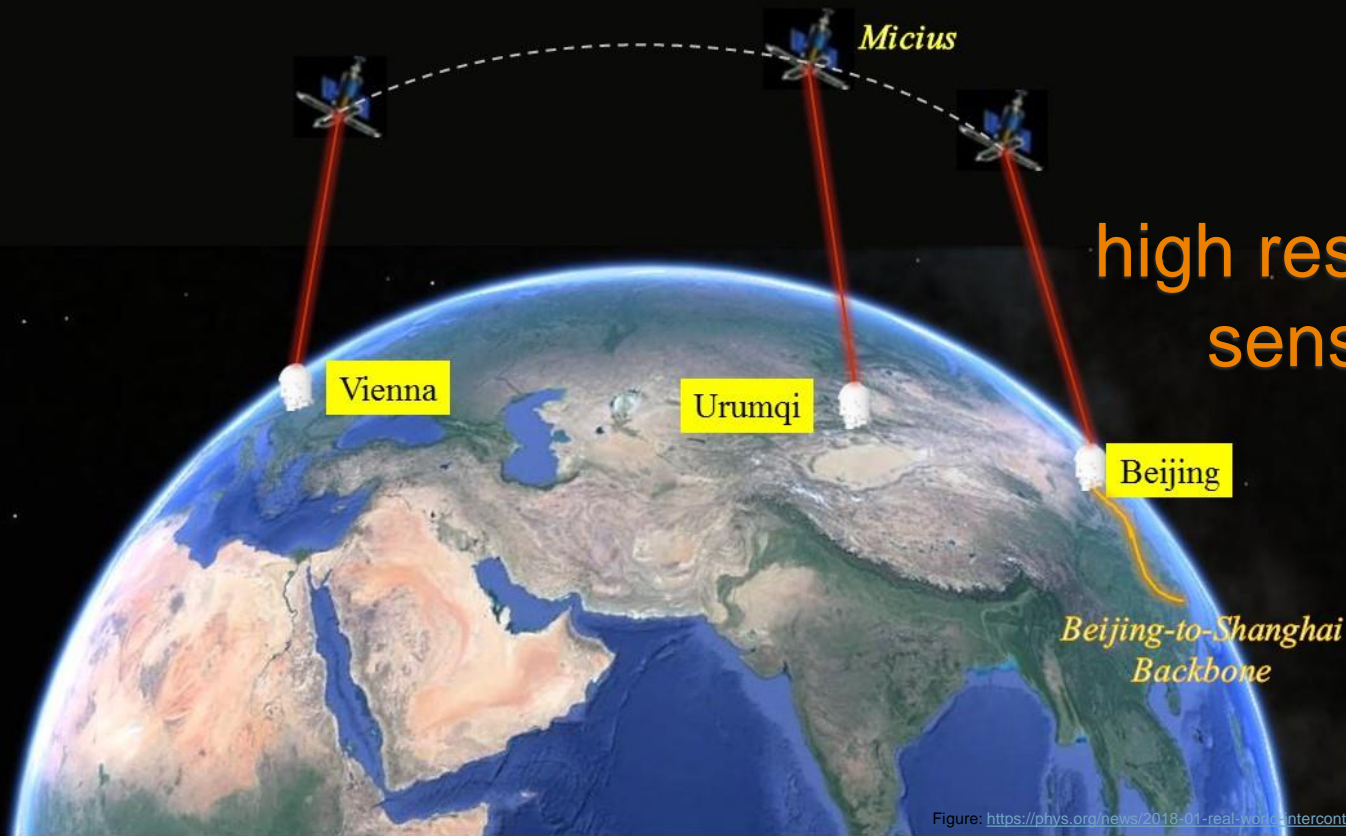 Micius
high res
sens
Vienna
Urumqi
Beijing
Beijing-to-Shanghai
Backbone
Figure: https://phys.org/news/2018-01-real-world-intercont